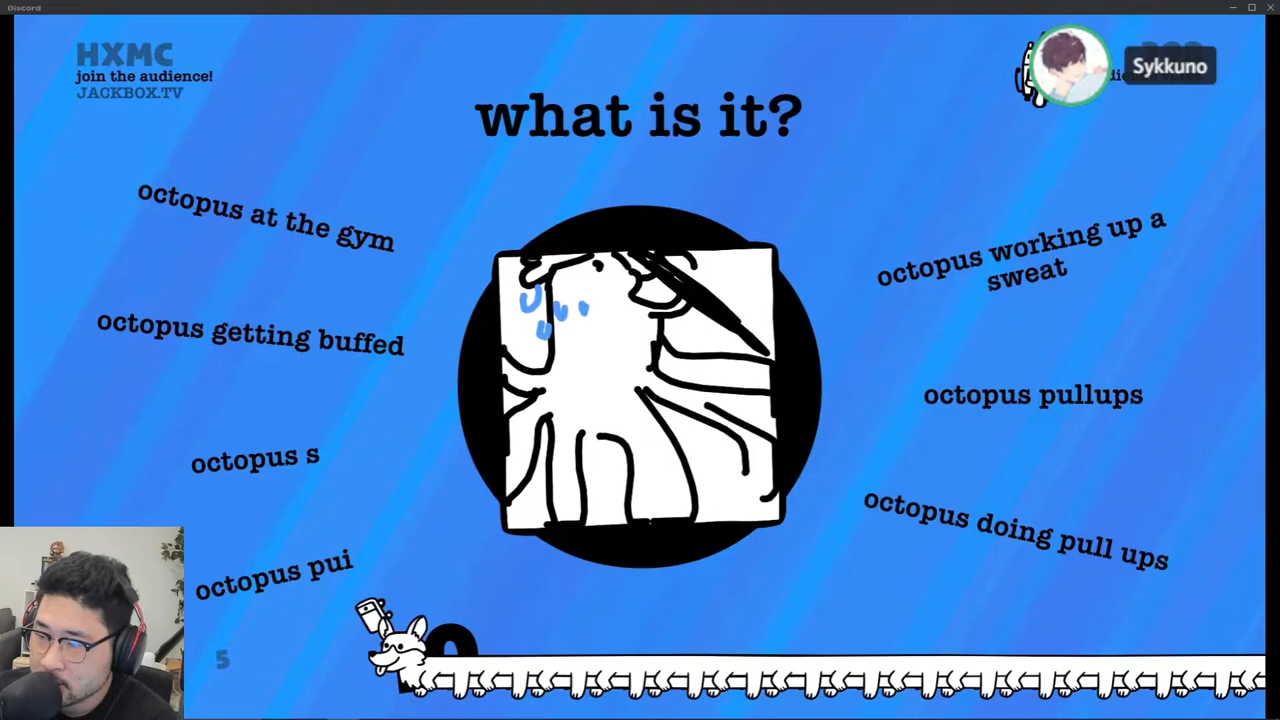 Discord
HXMC
join the audience!
JACKBOX.TV
Sykkuno
what is it?
octopus at the gym
octopus getting buffed
octopus s
octopus pui
octopus working up a
sweat
octopus pullups
octopus doing pull ups
5